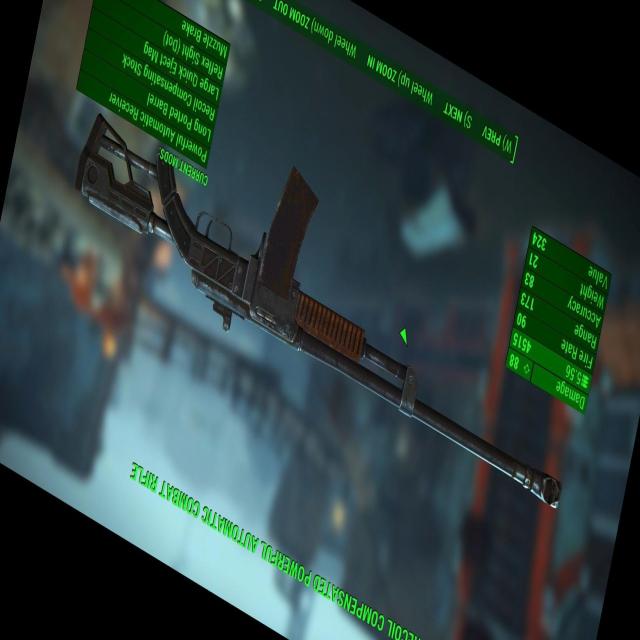 RECOIL COMPENSATED POWERFUL AUTOMATIC COMBAT RIFLE
Damage 88
5.56 4515
Fire Rate 90
Range 173
Accuracy 83
Weight 21
Value 324
CURRENT MODS
Powerful Automatic Receiver
Long Ported Barrel
Recoil Compensating Stock
Large Quick Eject Mag
Reflex Sight (Dot)
Muzzle Brake
W) PREV S) NEXT Wheel up) ZOOM IN Wheel down) ZOOM OUT